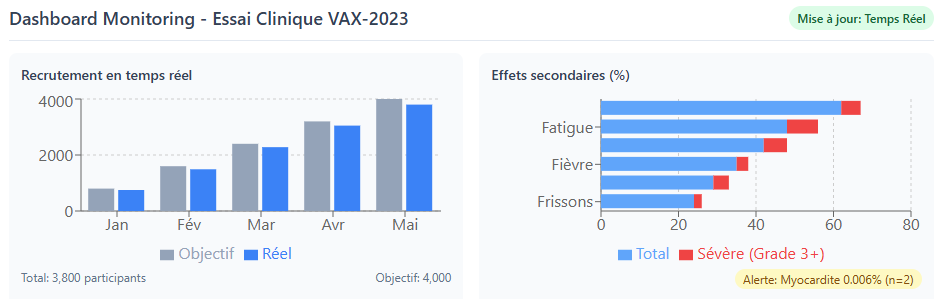 Dashboard Monitoring - Essai Clinique VAX-2023
Mise à jour: Temps Réel
Recrutement en temps réel
4000
2000
0
Jan Fév Mar Avr Mai
Objectif Réel
Total: 3,800 participants
Objectif: 4,000
Effets secondaires (%)
Fatigue
Fièvre
Frissons
0 20 40 60 80
Total Sévère (Grade 3+)
Alerte: Myocardite 0.006% (n=2)